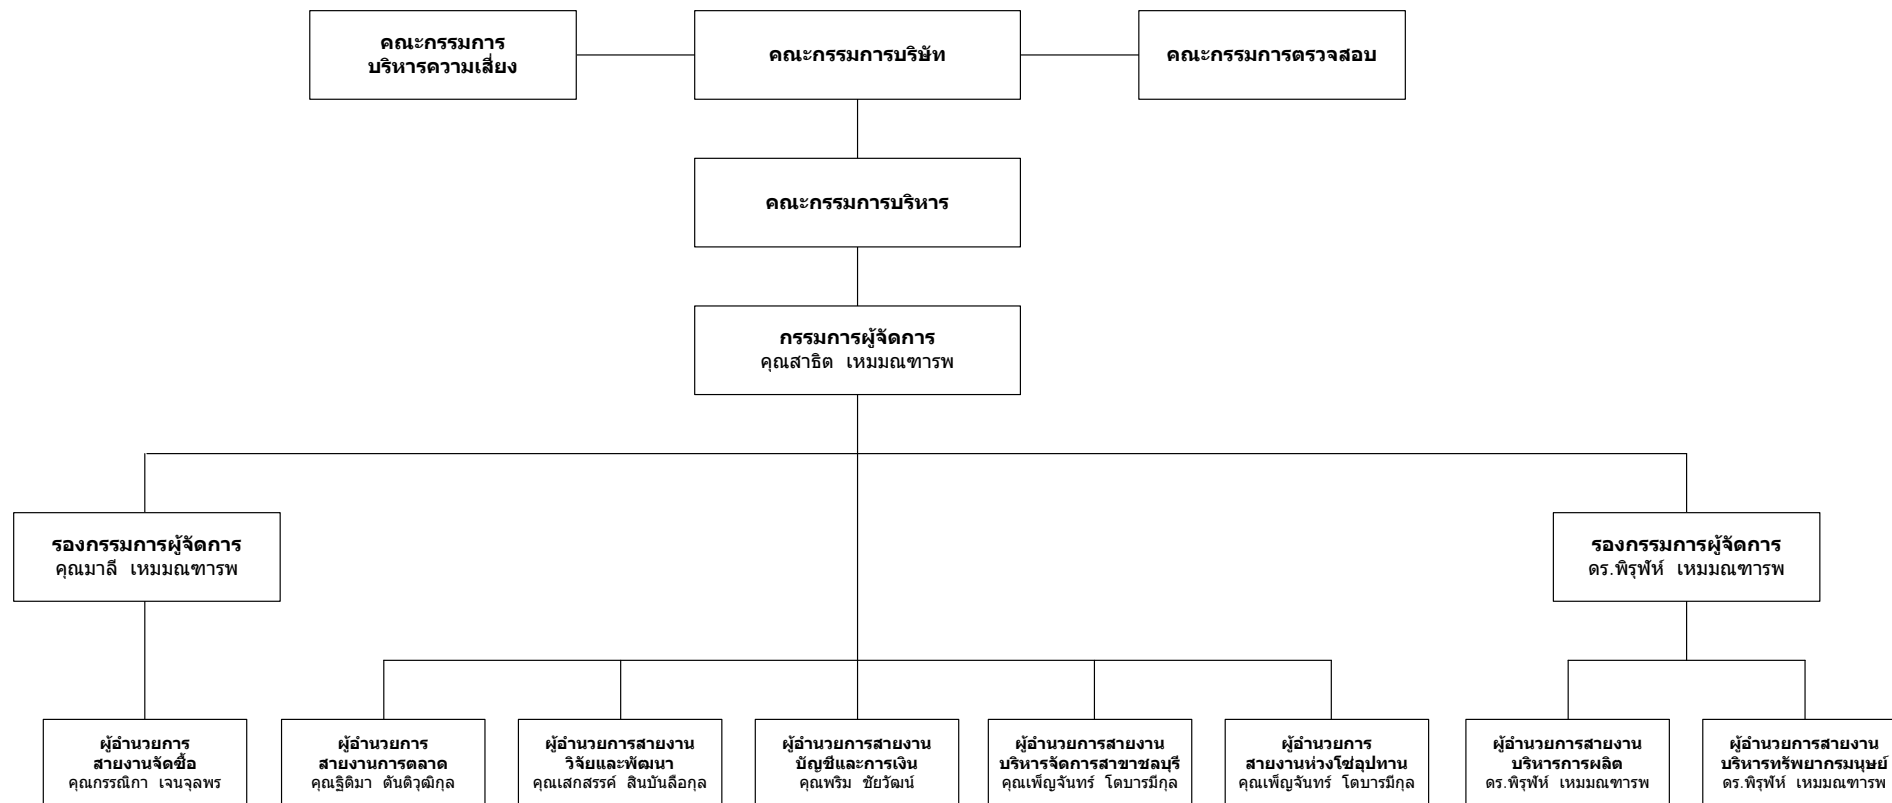 คณะกรรมการ
บริหารความเสี่ยง
คณะกรรมการบริษัท
คณะกรรมการตรวจสอบ
คณะกรรมการบริหาร
กรรมการผู้จัดการ
คุณสาธิต เหมมณฑารพ
รองกรรมการผู้จัดการ
คุณมาลี เหมมณฑารพ
รองกรรมการผู้จัดการ
ดร.พิรุฬห์ เหมมณฑารพ
ผู้อำนวยการ
สายงานจัดซื้อ
คุณกรรณิกา เจนจุลพร
ผู้อำนวยการ
สายงานการตลาด
คุณฐิติมา ตันติวุฒิกุล
ผู้อำนวยการสายงาน
วิจัยและพัฒนา
คุณเสกสรรค์ สินบันลือกุล
ผู้อำนวยการสายงาน
บัญชีและการเงิน
คุณพริม ชัยวัฒน์
ผู้อำนวยการสายงาน
บริหารจัดการสาขาชลบุรี
คุณเพ็ญจันทร์ โตบารมีกุล
ผู้อำนวยการ
สายงานห่วงโซ่อุปทาน
คุณเพ็ญจันทร์ โตบารมีกุล
ผู้อำนวยการสายงาน
บริหารการผลิต
ดร.พิรุฬห์ เหมมณฑารพ
ผู้อำนวยการสายงาน
บริหารทรัพยากรมนุษย์
ดร.พิรุฬห์ เหมมณฑารพ